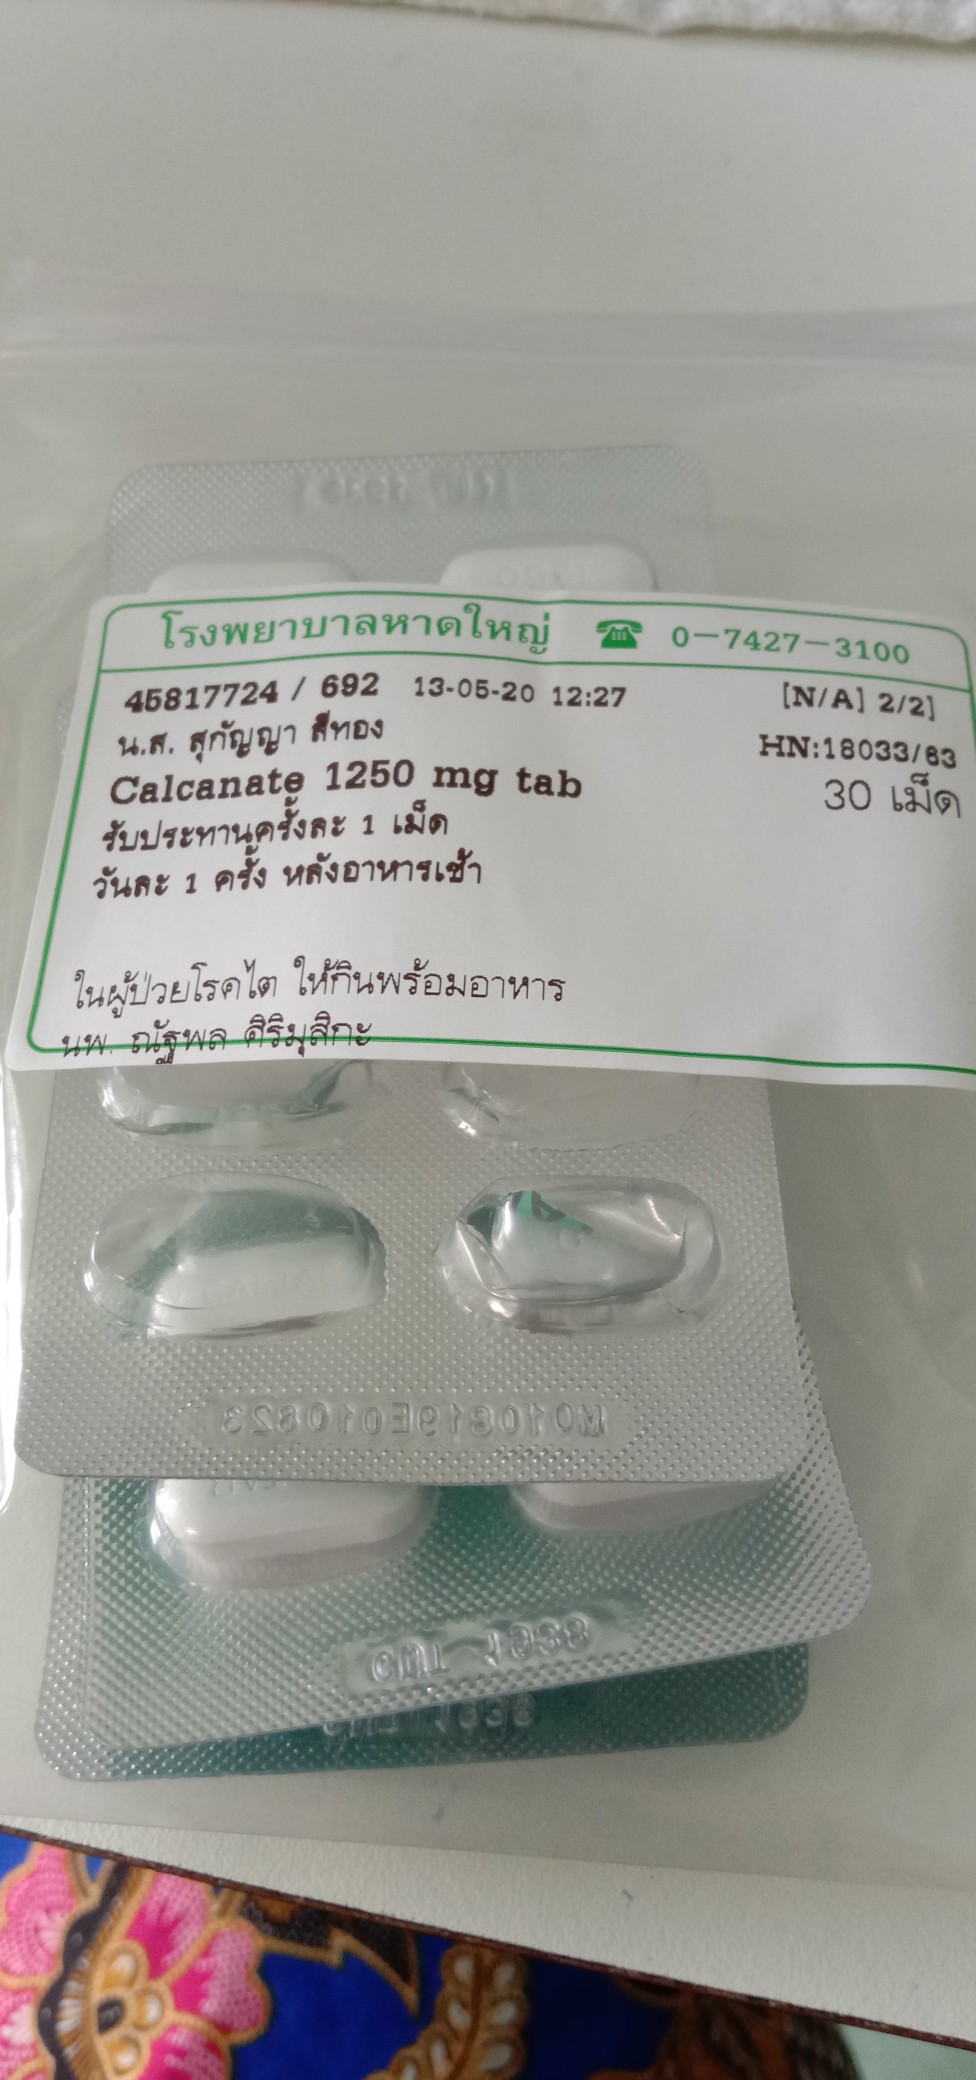 โรงพยาบาลหาดใหญ่ ☎ 0-7427-3100
45817724 / 692 13-05-20 12:27 [N/A] 2/2]
น.ส. สุกัญญา สีทอง HN:18033/63
Calcanate 1250 mg tab 30 เม็ด
รับประทานครั้งละ 1 เม็ด
วันละ 1 ครั้ง หลังอาหารเช้า
ในผู้ป่วยโรคไต ให้กินพร้อมอาหาร
นพ. ณัฐพล ศิริมุสิกะ
M010819E010823